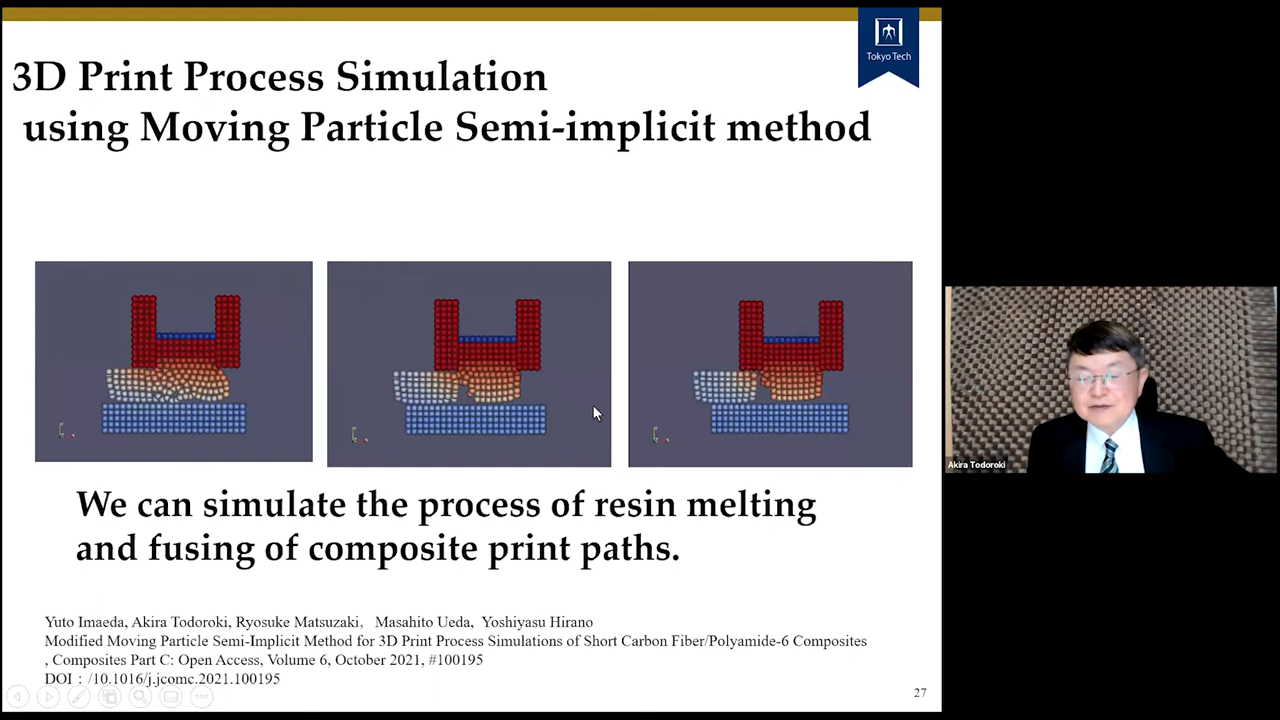 Tokyo Tech
3D Print Process Simulation
using Moving Particle Semi-implicit method
We can simulate the process of resin melting
and fusing of composite print paths.
Yuto Imaeda, Akira Todoroki, Ryosuke Matsuzaki, Masahito Ueda, Yoshiyasu Hirano
Modified Moving Particle Semi-Implicit Method for 3D Print Process Simulations of Short Carbon Fiber/Polyamide-6 Composites
, Composites Part C: Open Access, Volume 6, October 2021, #100195
DOI：/10.1016/j.jcomc.2021.100195
27
Akira Todoroki